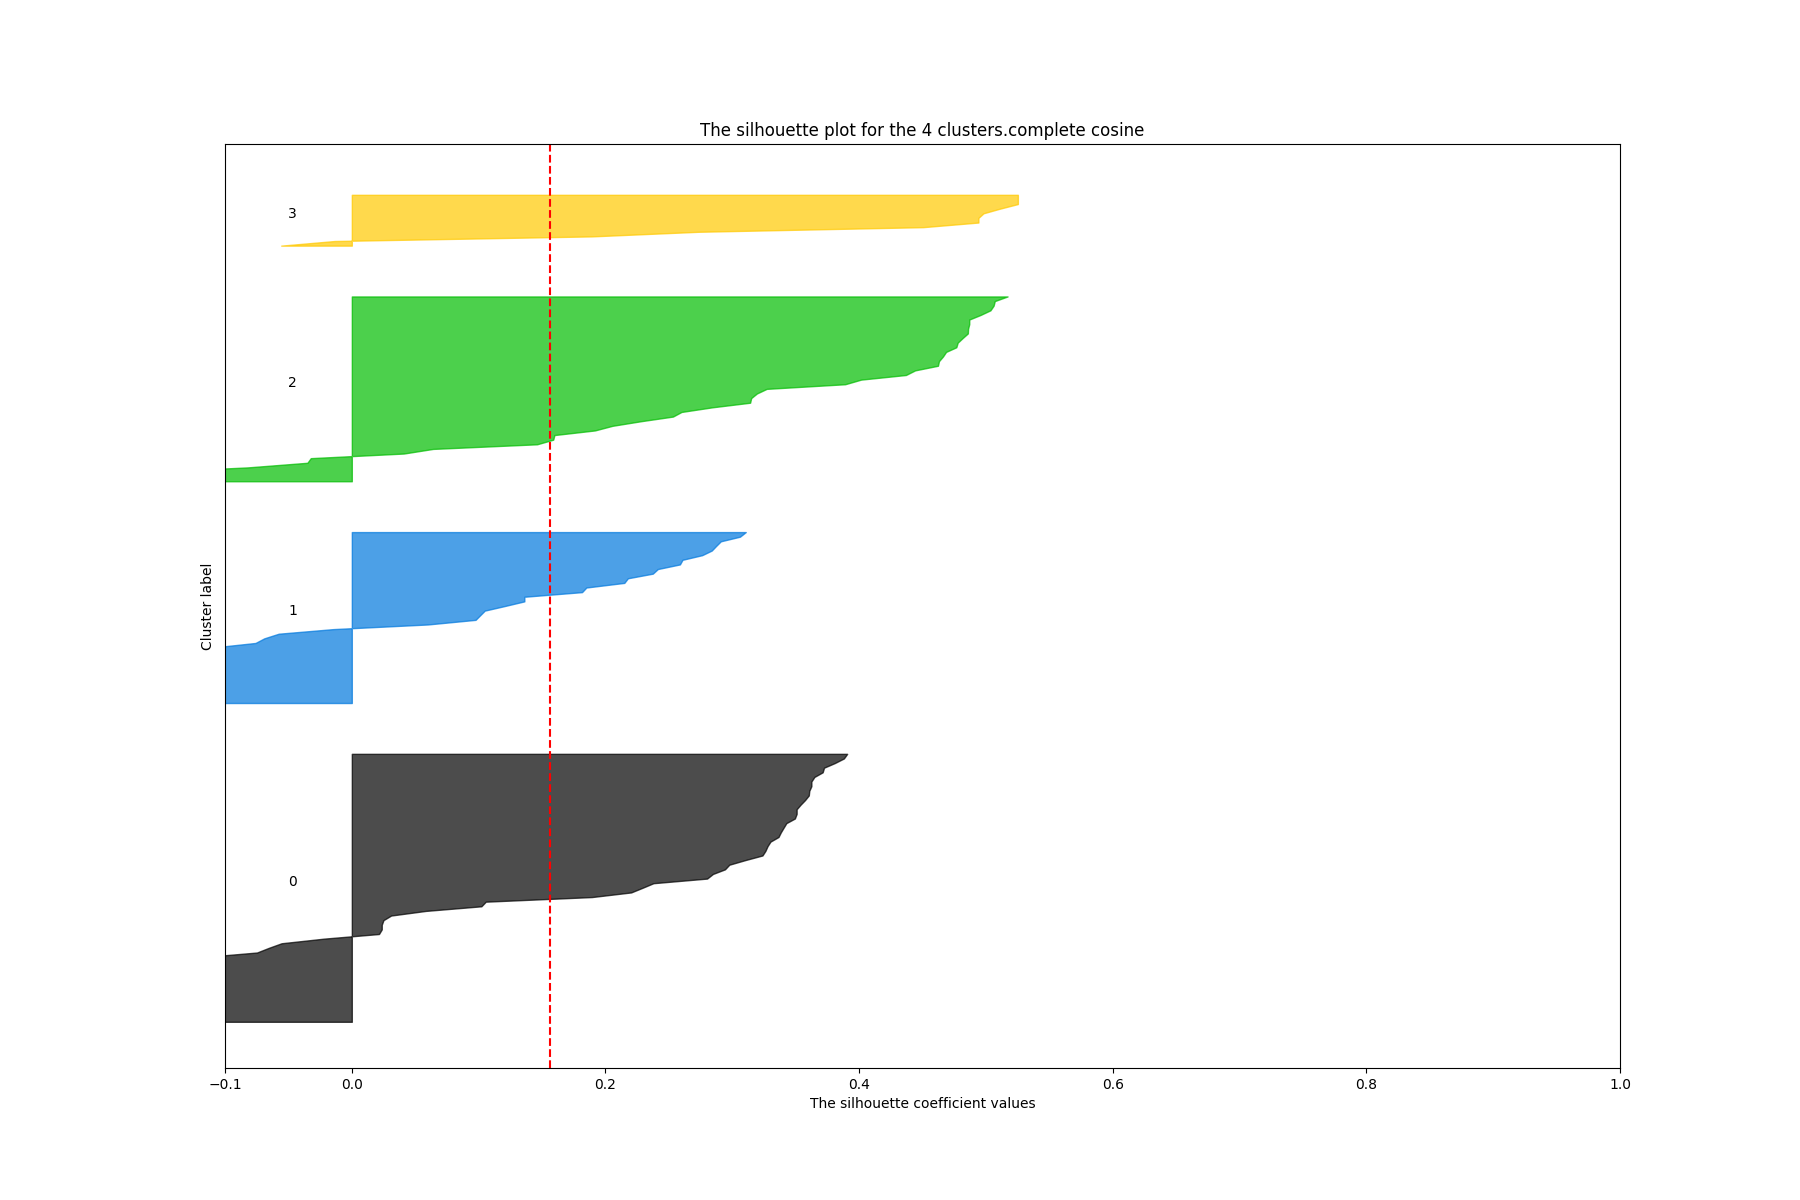 The silhouette plot for the 4 clusters.complete cosine
3
2
1
0
Cluster label
−0.1 0.0 0.2 0.4 0.6 0.8 1.0
The silhouette coefficient values